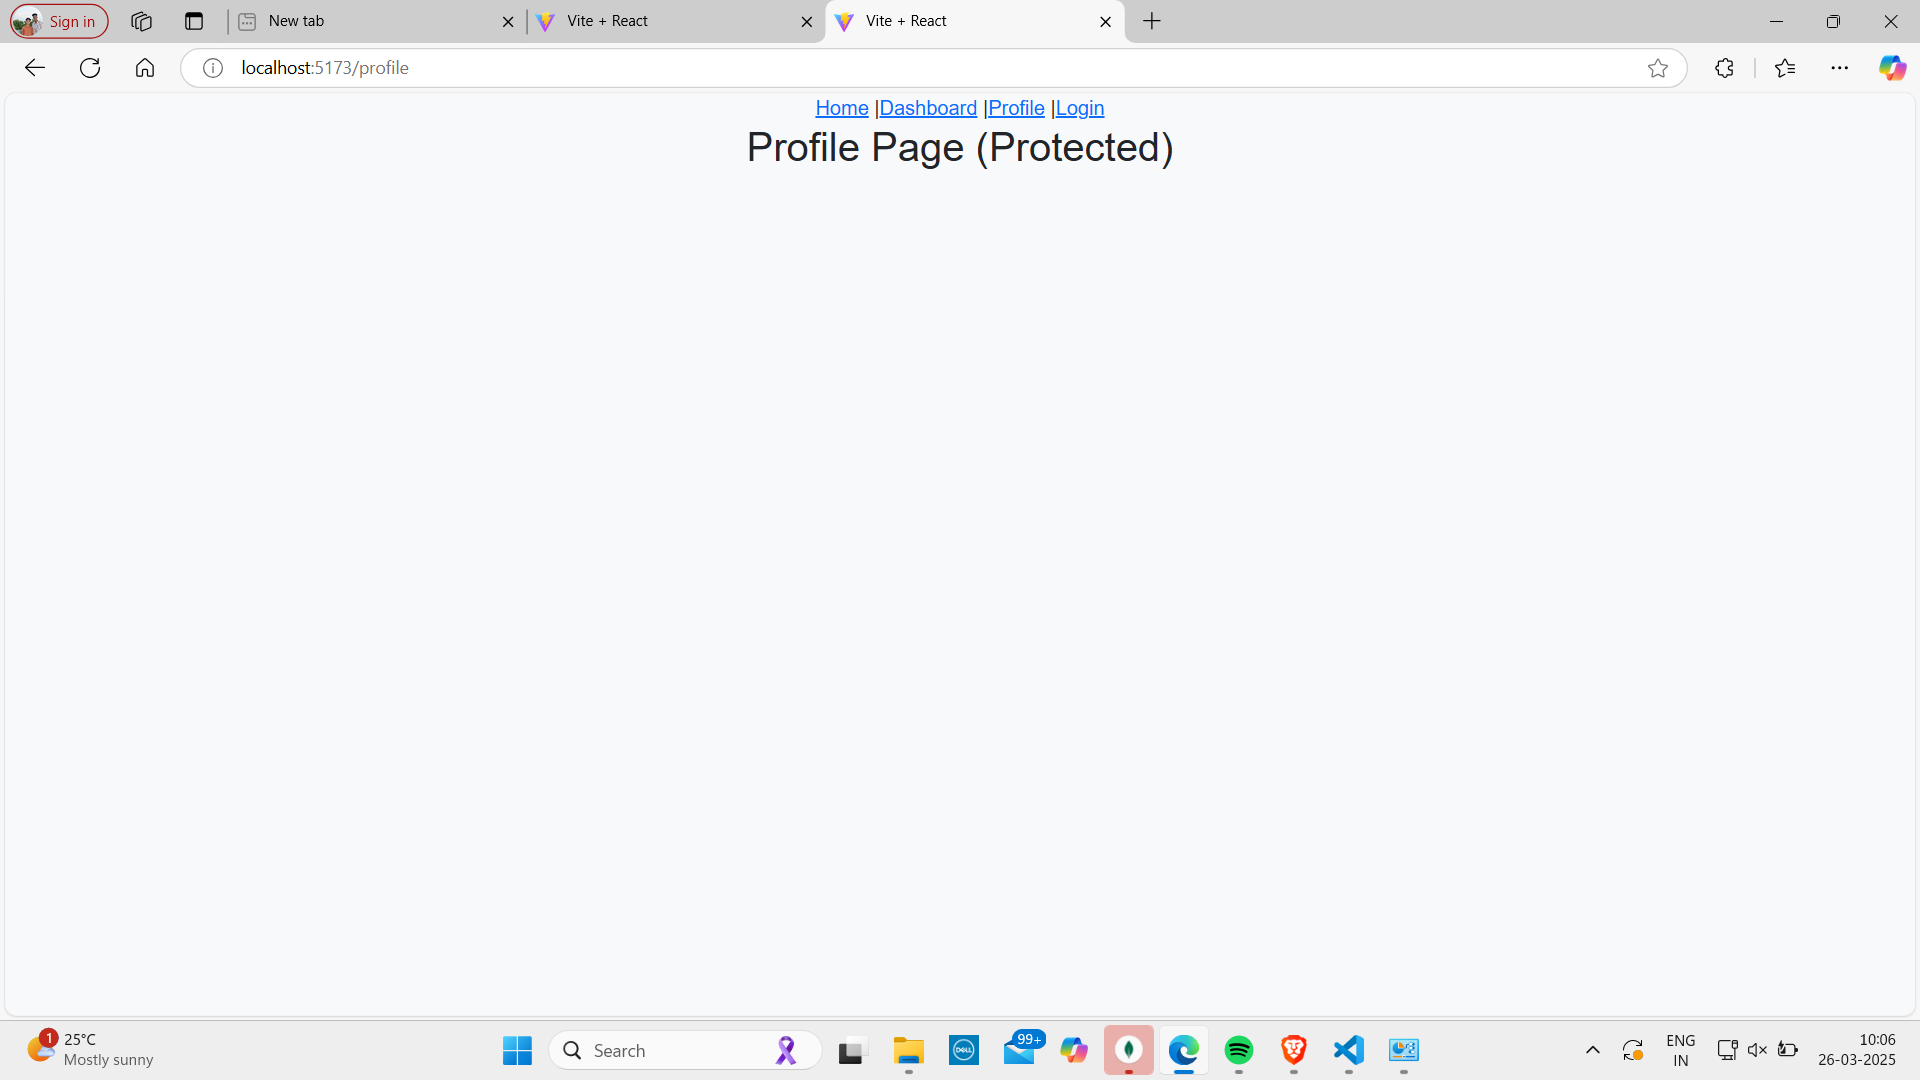 Sign in
New tab
Vite + React
Vite + React
localhost:5173/profile
Home |Dashboard |Profile |Login
Profile Page (Protected)
1
25°C
Mostly sunny
Search
DELL
99+
ENG
IN
10:06
26-03-2025